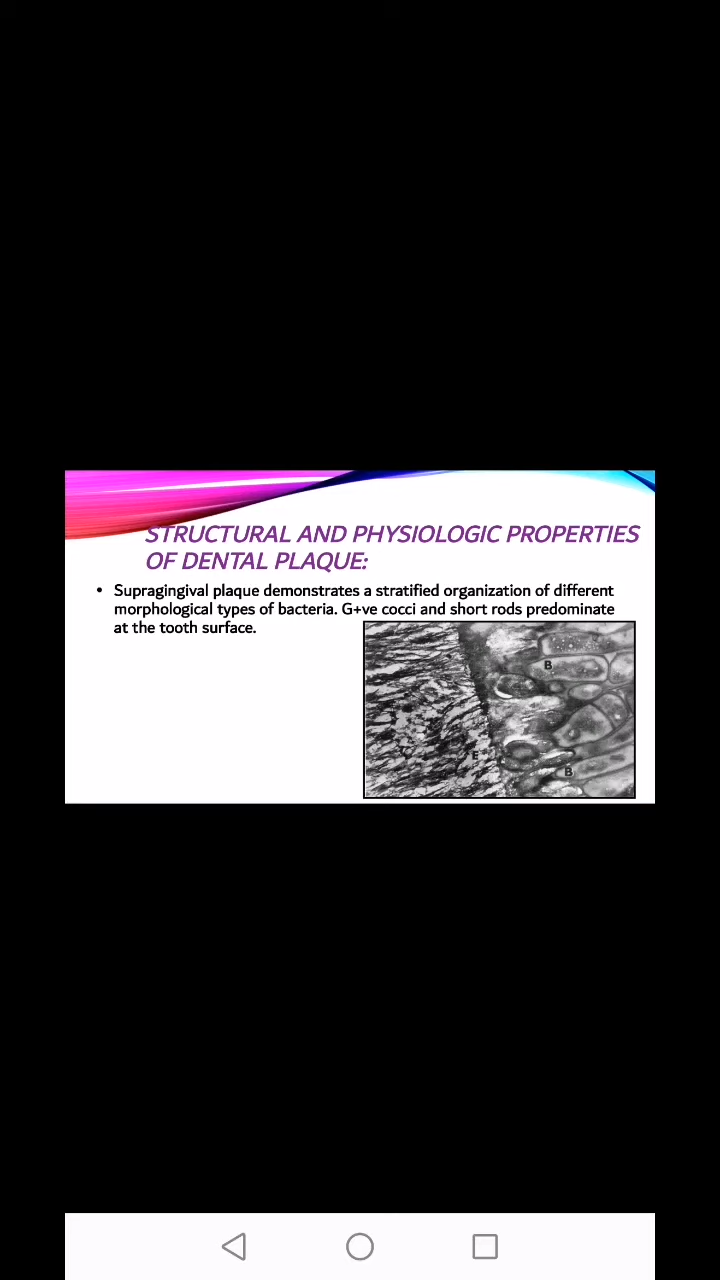 STRUCTURAL AND PHYSIOLOGIC PROPERTIES
OF DENTAL PLAQUE:
• Supragingival plaque demonstrates a stratified organization of different
morphological types of bacteria. G+ve cocci and short rods predominate
at the tooth surface.
B
E
B